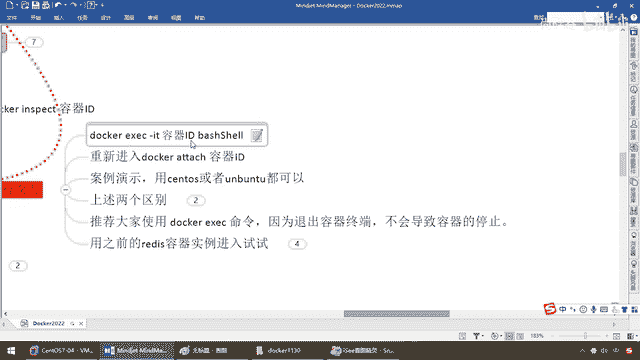 Mindjet MindManager - Docker2022.mmap
文件
开始
插入
任务
设计
高级
审阅
视图
帮助
7
cker inspect 容器ID
docker exec -it 容器ID bashShell
重新进入docker attach 容器ID
案例演示，用centos或者unbuntu都可以
上述两个区别
2
推荐大家使用 docker exec 命令，因为退出容器终端，不会导致容器的停止。
用之前的redis容器实例进入试试
4
2
Docker2022
中
183%
CentOS7-04 - VM...
Mindjet MindMa...
无标题 - 画图
docker1130